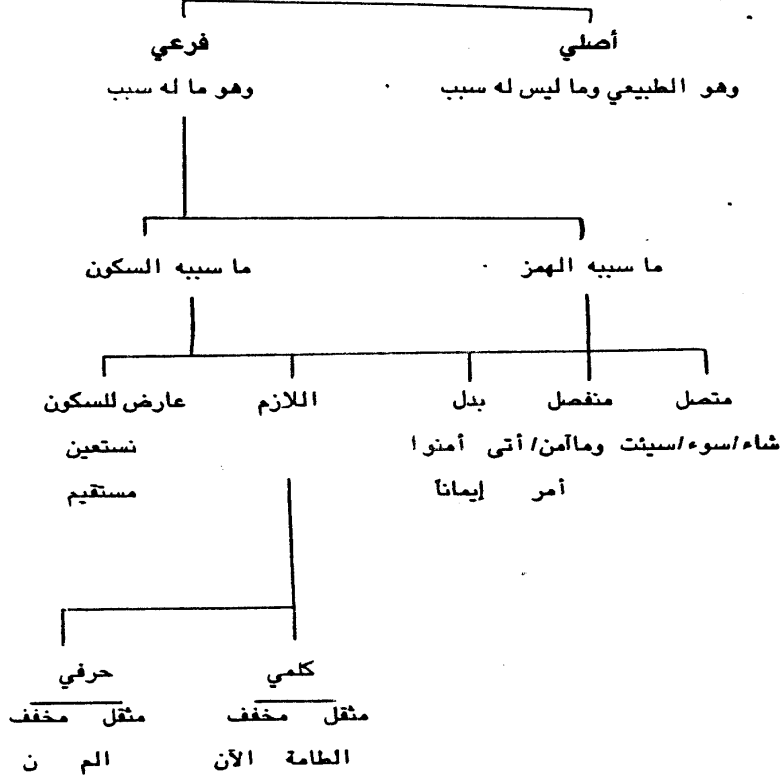 أصلي فرعي
وهو الطبيعي وما ليس له سبب وهو ما له سبب
ما سببه الهمز ما سببه السكون
متصل منفصل بدل اللازم عارض للسكون
شاء/سوء/سيئت وماآمن/أتى أمنوا نستعين
أمر إيماناً مستقيم
كلمي حرفي
مثقل مخفف مثقل مخفف
الطامة الآن الم ن